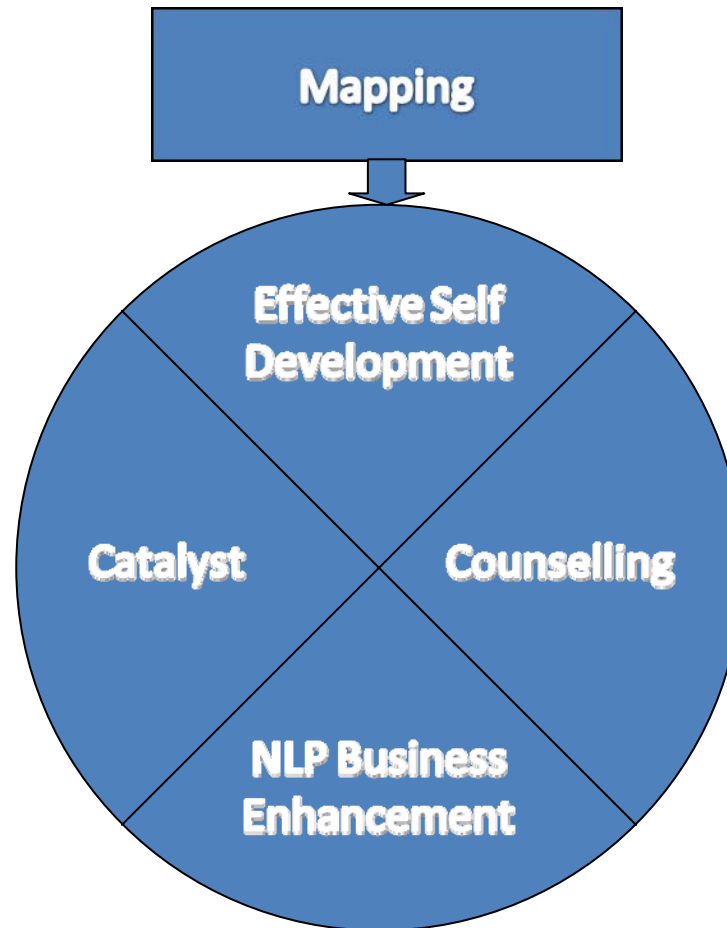 Mapping
Effective Self
Development
Catalyst
Counselling
NLP Business
Enhancement